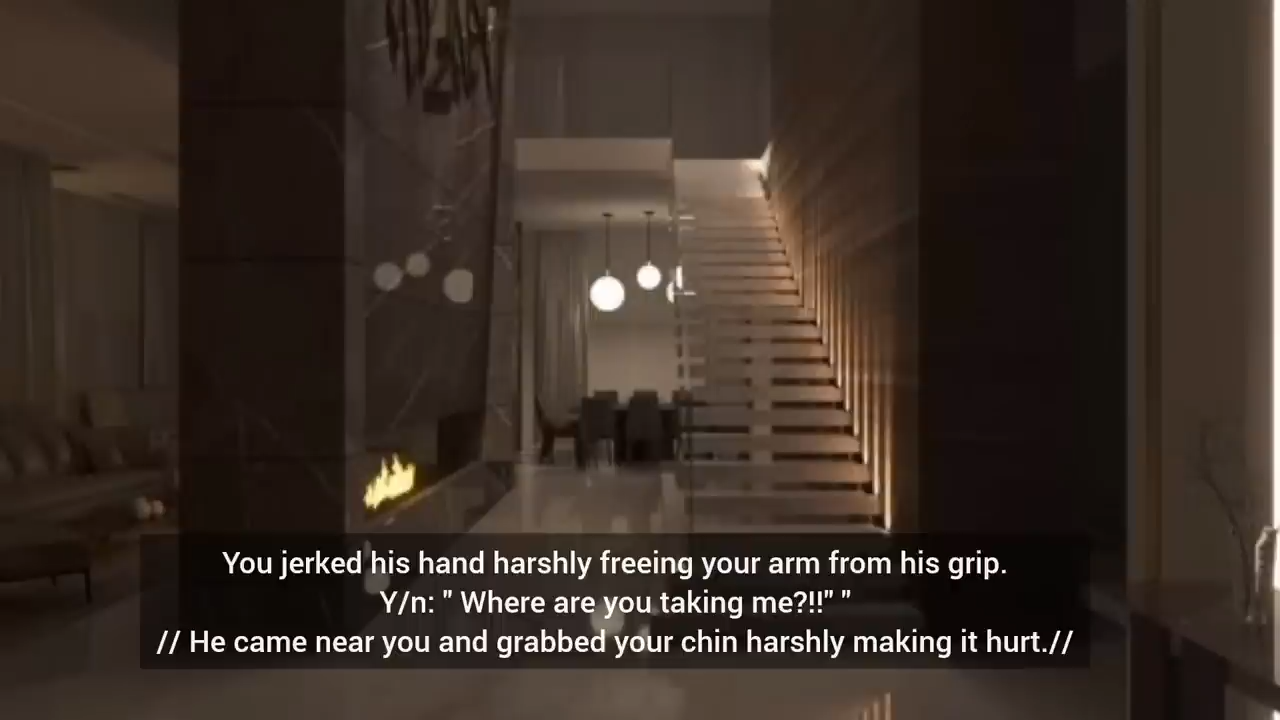 You jerked his hand harshly freeing your arm from his grip.
Y/n: " Where are you taking me?!!" "
// He came near you and grabbed your chin harshly making it hurt.//